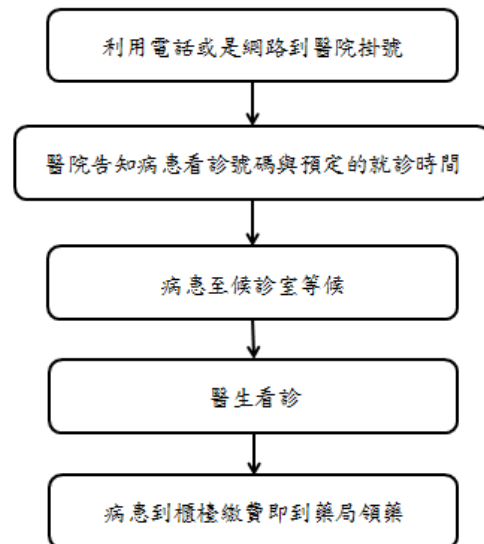 利用電話或是網路到醫院掛號
醫院告知病患看診號碼與預定的就診時間
病患至候診室等候
醫生看診
病患到櫃檯繳費即到藥局領藥